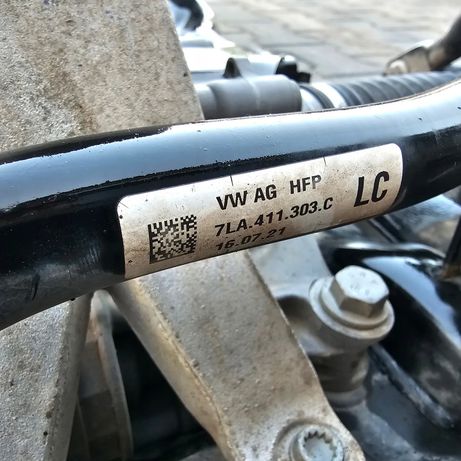 VW AG HFP LC
7LA.411.303.C
16.07.21